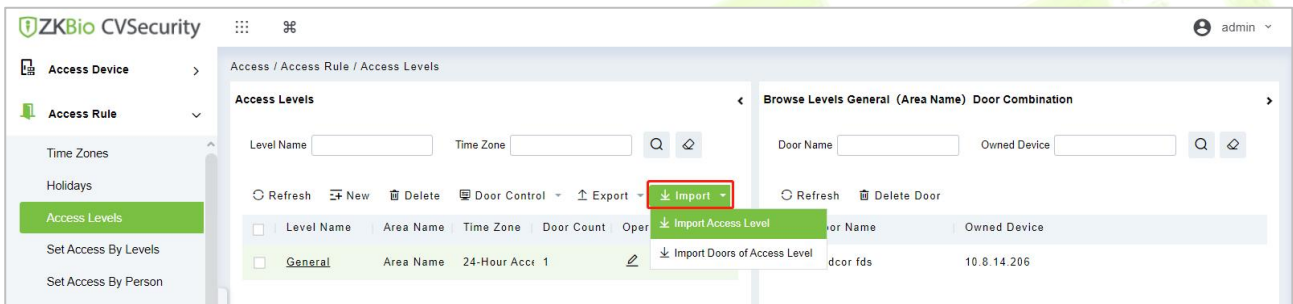 ZKBio CVSecurity
admin
Access Device
Access Rule
Time Zones
Holidays
Access Levels
Set Access By Levels
Set Access By Person
Access / Access Rule / Access Levels
Access Levels
Level Name
Time Zone
Refresh New Delete Door Control Export Import
Import Access Level
Import Doors of Access Level
Level Name Area Name Time Zone Door Count Oper
General Area Name 24-Hour Acce 1
Browse Levels General (Area Name) Door Combination
Door Name
Owned Device
Refresh Delete Door
or Name Owned Device
dcor fds 10.8.14.206